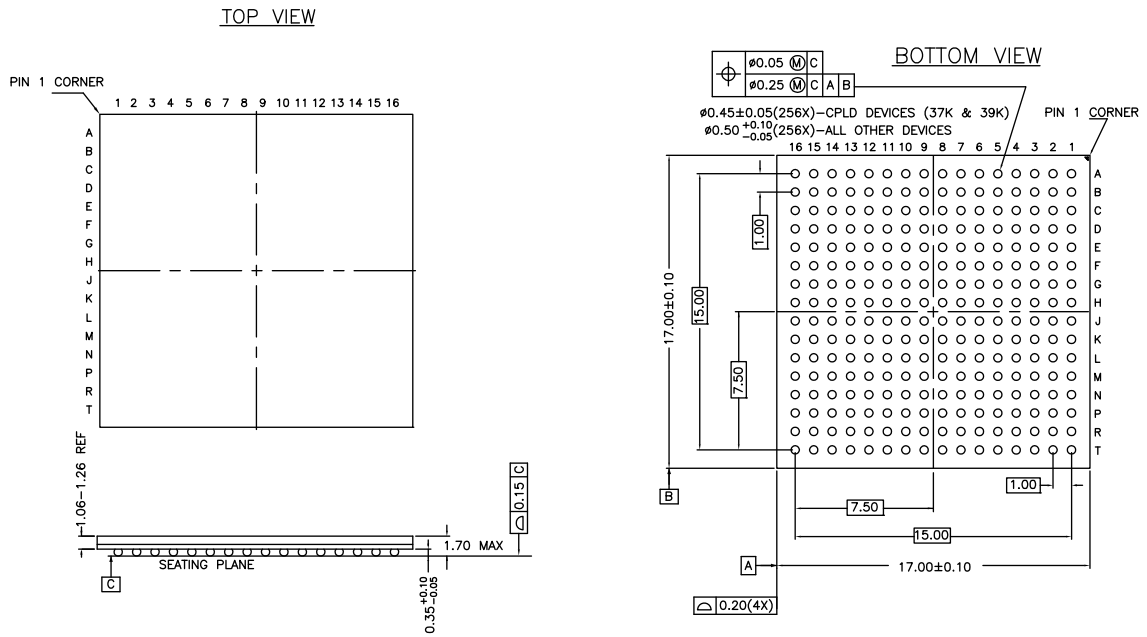 TOP VIEW
PIN 1 CORNER
1 2 3 4 5 6 7 8 9 10 11 12 13 14 15 16
A
B
C
D
E
F
G
H
J
K
L
M
N
P
R
T
1.06-1.26 REF
0.15 C
1.70 MAX
SEATING PLANE
C
0.35 +0.10 -0.05
BOTTOM VIEW
ø0.05 Ⓜ C
ø0.25 Ⓜ C A B
ø0.45±0.05(256X)-CPLD DEVICES (37K & 39K)
ø0.50 +0.10 -0.05 (256X)-ALL OTHER DEVICES
PIN 1 CORNER
16 15 14 13 12 11 10 9 8 7 6 5 4 3 2 1
A
B
C
D
E
F
G
H
J
K
L
M
N
P
R
T
1.00
17.00±0.10
15.00
7.50
B
1.00
7.50
15.00
A
17.00±0.10
0.20(4X)